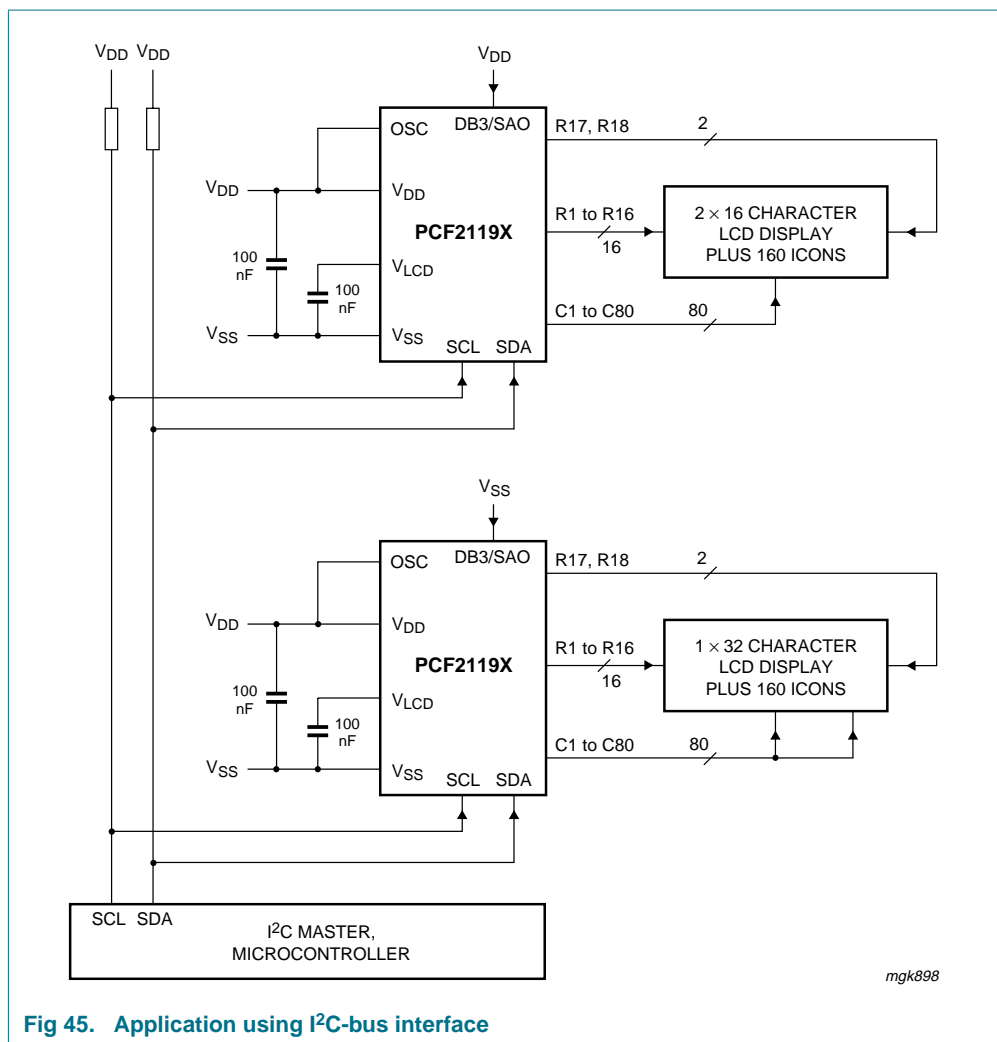 VDD VDD
VDD
OSC
DB3/SAO
R17, R18
2
VDD
VDD
PCF2119X
R1 to R16
16
2 × 16 CHARACTER
LCD DISPLAY
PLUS 160 ICONS
100
nF
VLCD
100
nF
C1 to C80
80
VSS
VSS
SCL
SDA
VSS
OSC
DB3/SAO
R17, R18
2
VDD
VDD
PCF2119X
R1 to R16
16
1 × 32 CHARACTER
LCD DISPLAY
PLUS 160 ICONS
100
nF
VLCD
100
nF
C1 to C80
80
VSS
VSS
SCL
SDA
SCL SDA
I2C MASTER,
MICROCONTROLLER
mgk898
Fig 45. Application using I2C-bus interface